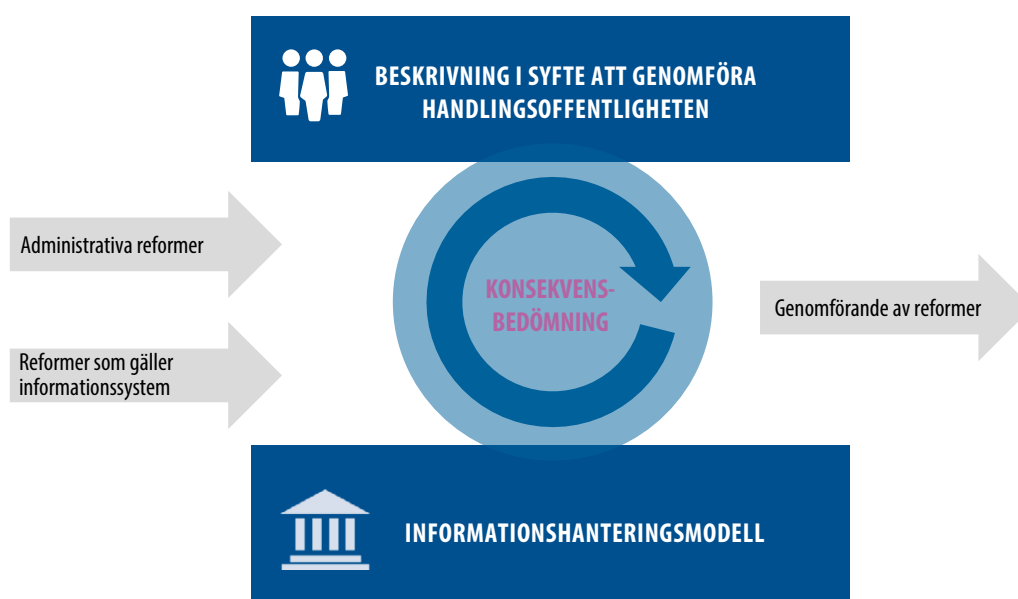 BESKRIVNING I SYFTE ATT GENOMFÖRA
HANDLINGSOFFENTLIGHETEN
Administrativa reformer
Reformer som gäller
informationssystem
KONSEKVENS-
BEDÖMNING
Genomförande av reformer
INFORMATIONSHANTERINGSMODELL